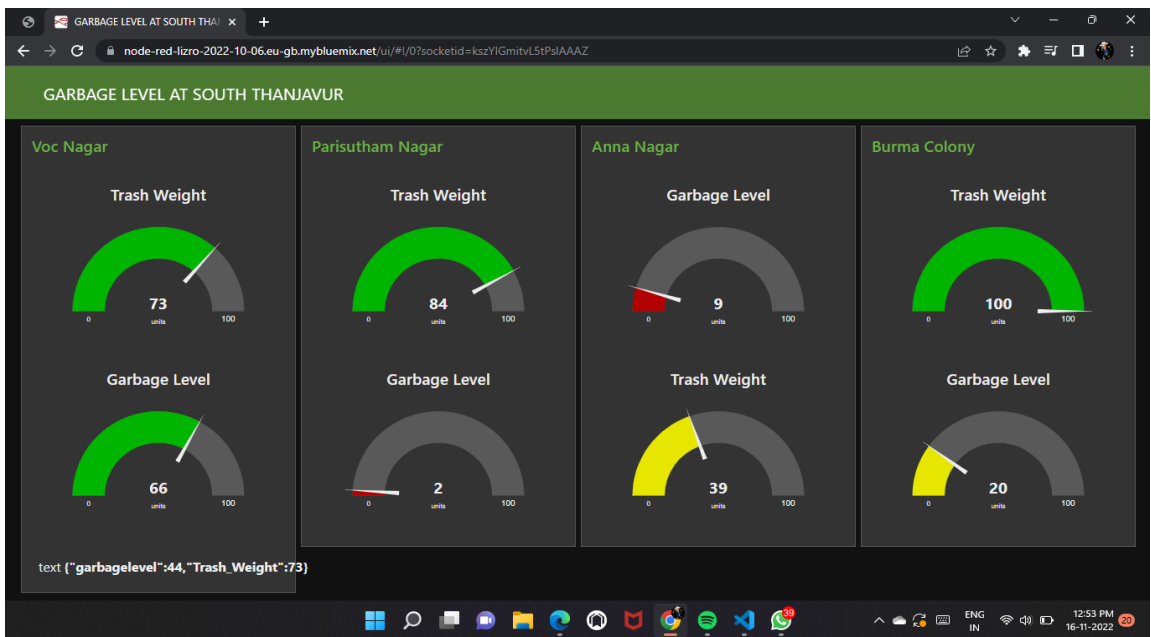 GARBAGE LEVEL AT SOUTH THA
node-red-lizro-2022-10-06.eu-gb.mybluemix.net/ui/#!/0?socketid=kszYIGmitvL5tPsIAAAZ
GARBAGE LEVEL AT SOUTH THANJAVUR
Voc Nagar
Trash Weight
73
units
0
100
Garbage Level
66
units
0
100
text {"garbagelevel":44,"Trash_Weight":73}
Parisutham Nagar
Trash Weight
84
units
0
100
Garbage Level
2
units
0
100
Anna Nagar
Garbage Level
9
units
0
100
Trash Weight
39
units
0
100
Burma Colony
Trash Weight
100
units
0
100
Garbage Level
20
units
0
100
39
ENG
IN
12:53 PM
16-11-2022
20